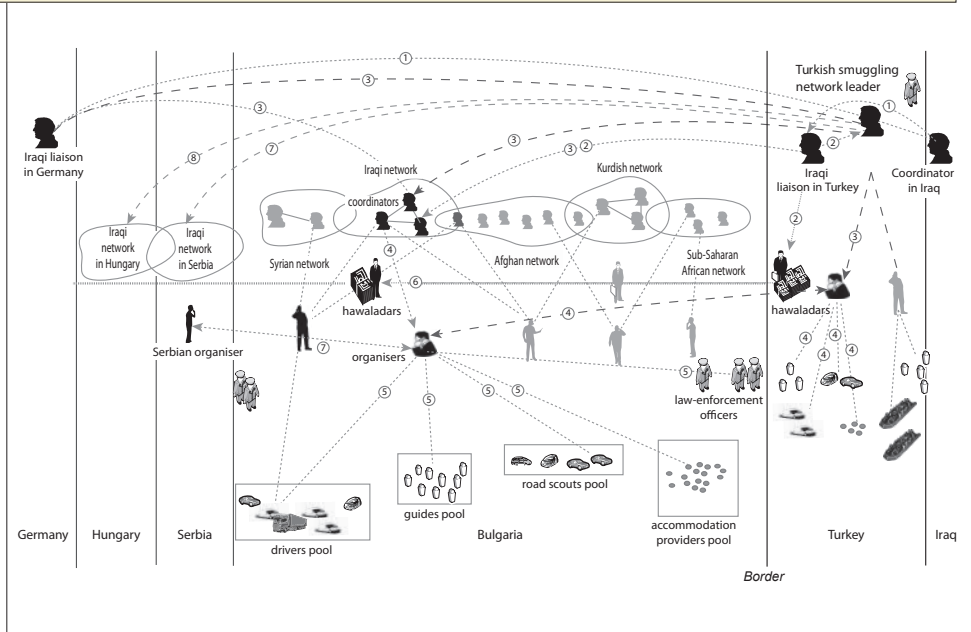 ①
③
Turkish smuggling
network leader
③
①
Iraqi liaison
in Germany
⑧
⑦
③
③
②
②
Iraqi
liaison in Turkey
Coordinator
in Iraq
Iraqi network
Kurdish network
coordinators
②
Iraqi
network
in Hungary
Iraqi
network
in Serbia
④
③
Syrian network
Afghan network
Sub-Saharan
African network
⑥
hawaladars
hawaladars
④
Serbian organiser
⑦
organisers
④
④
④
④
⑤
law-enforcement
officers
⑤
⑤
⑤
⑤
road scouts pool
guides pool
accommodation
providers pool
drivers pool
Germany
Hungary
Serbia
Bulgaria
Turkey
Iraq
Border